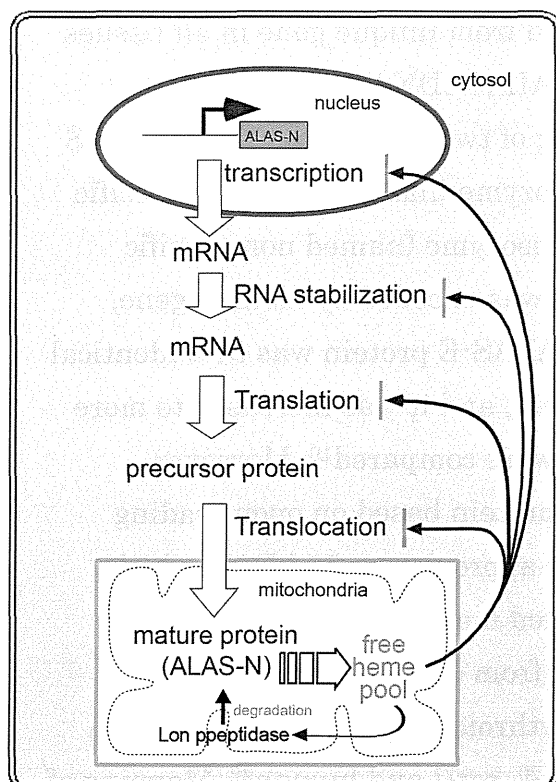 cytosol
nucleus
ALAS-N
transcription
mRNA
RNA stabilization
mRNA
Translation
precursor protein
Translocation
mitochondria
mature protein
(ALAS-N)
free
heme
pool
degradation
Lon ppeptidase